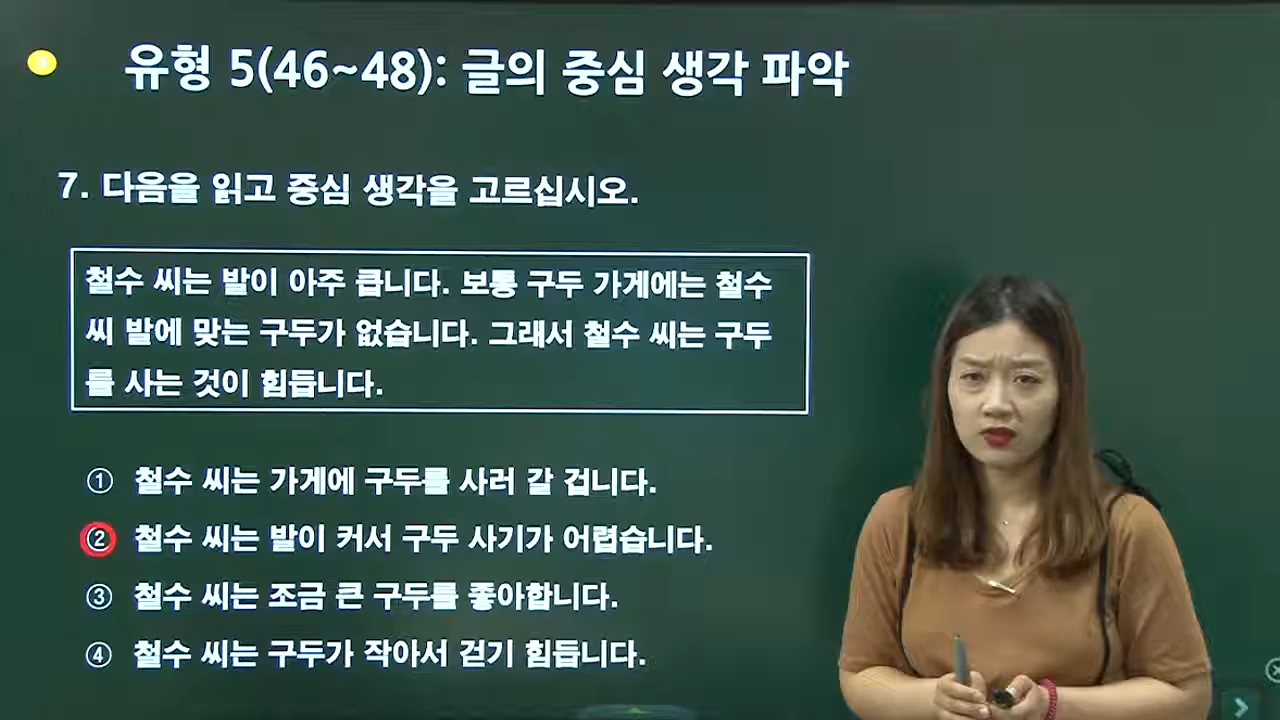 유형 5(46~48): 글의 중심 생각 파악
7. 다음을 읽고 중심 생각을 고르십시오.
철수 씨는 발이 아주 큽니다. 보통 구두 가게에는 철수
씨 발에 맞는 구두가 없습니다. 그래서 철수 씨는 구두
를 사는 것이 힘듭니다.
① 철수 씨는 가게에 구두를 사러 갈 겁니다.
② 철수 씨는 발이 커서 구두 사기가 어렵습니다.
③ 철수 씨는 조금 큰 구두를 좋아합니다.
④ 철수 씨는 구두가 작아서 걷기 힘듭니다.